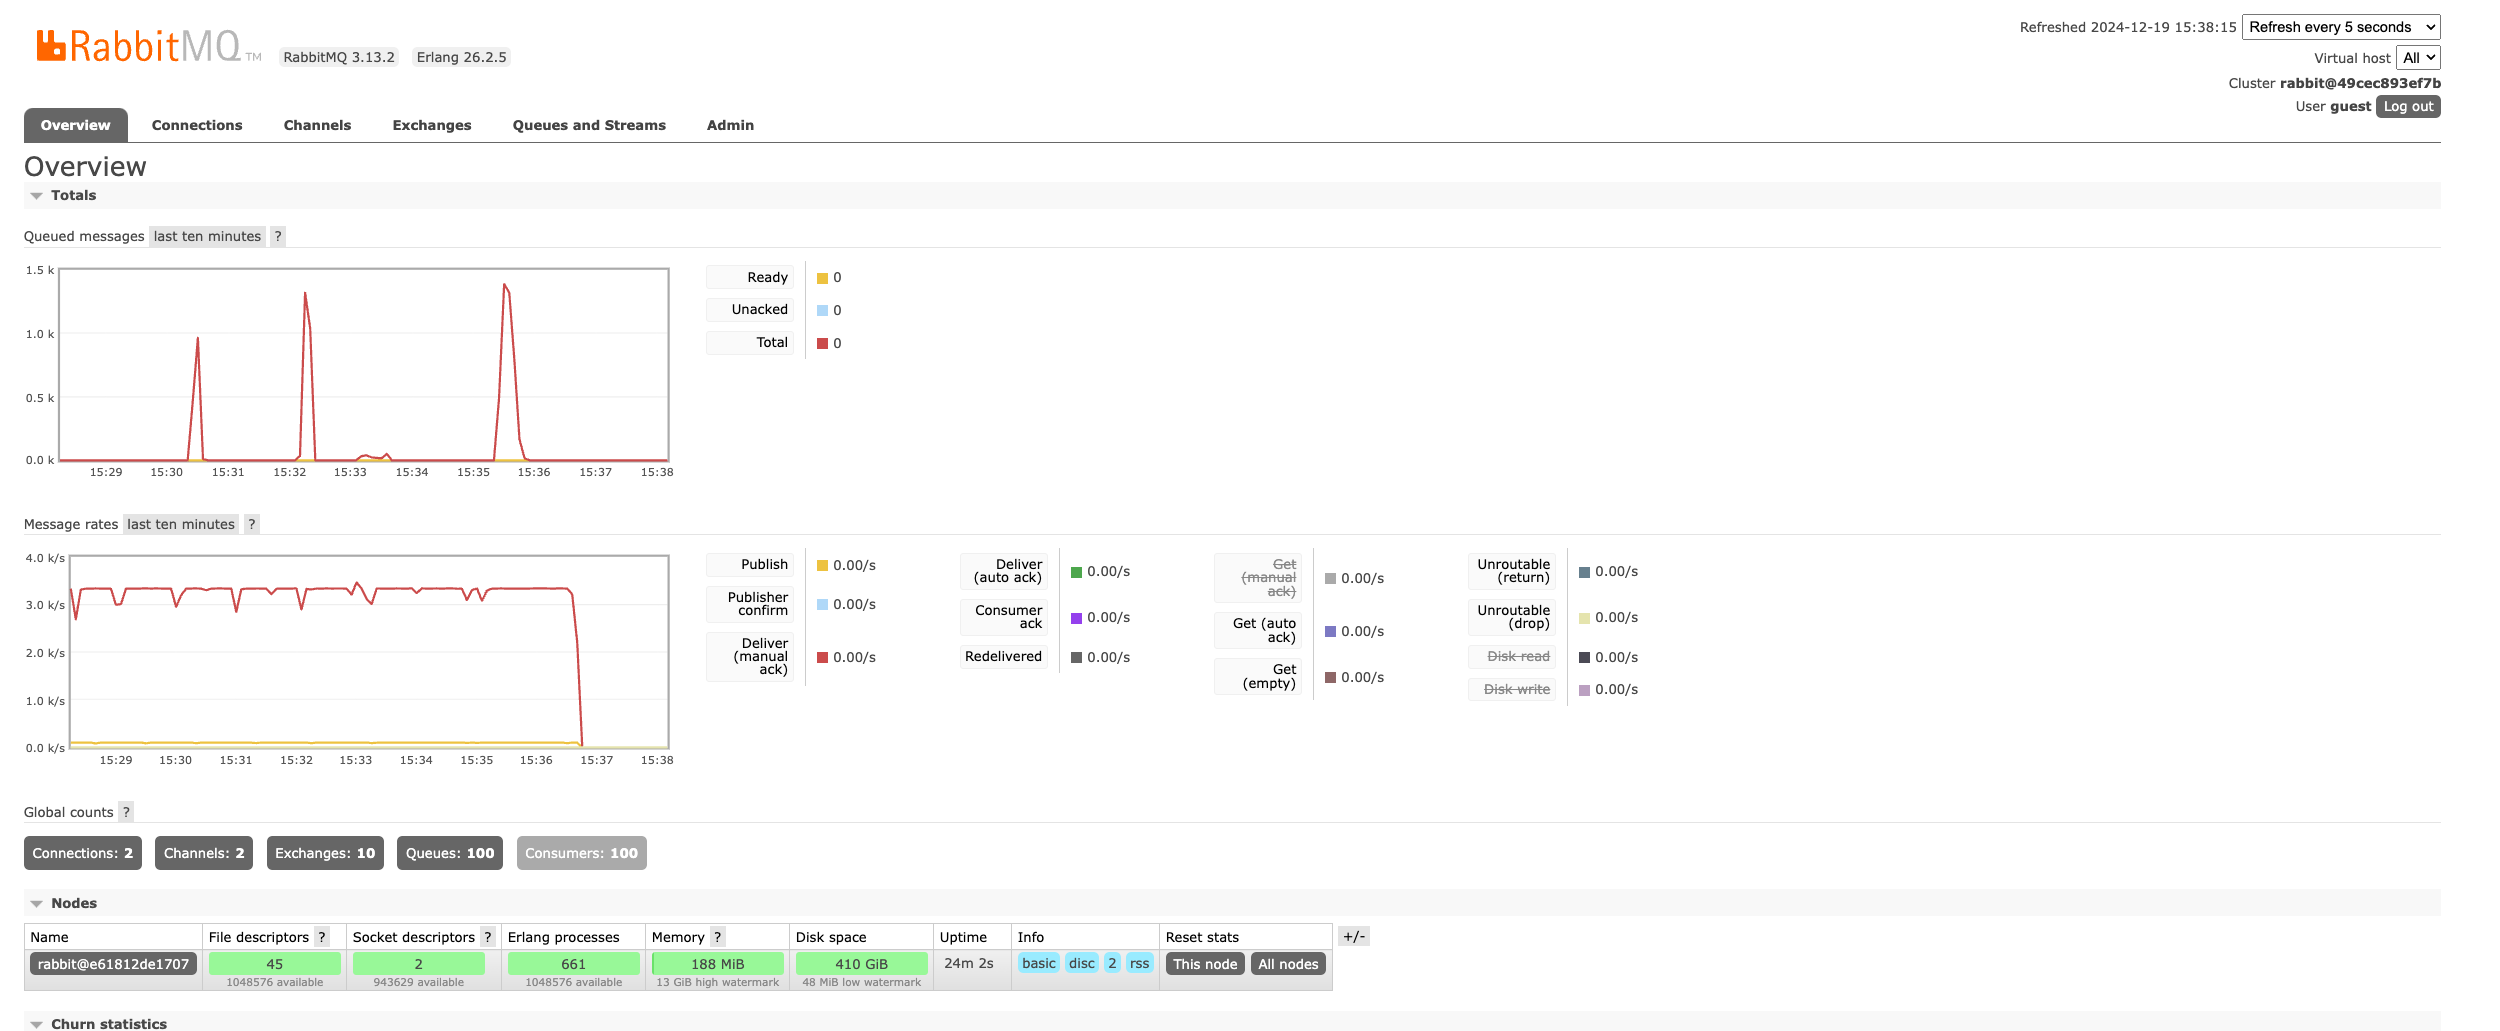 RabbitMQ TM RabbitMQ 3.13.2 Erlang 26.2.5
Refreshed 2024-12-19 15:38:15 Refresh every 5 seconds
Virtual host All
Cluster rabbit@49cec893ef7b
User guest Log out
Overview Connections Channels Exchanges Queues and Streams Admin
Overview
Totals
Queued messages last ten minutes ?
1.5 k
1.0 k
0.5 k
0.0 k
15:29 15:30 15:31 15:32 15:33 15:34 15:35 15:36 15:37 15:38
Ready 0
Unacked 0
Total 0
Message rates last ten minutes ?
4.0 k/s
3.0 k/s
2.0 k/s
1.0 k/s
0.0 k/s
15:29 15:30 15:31 15:32 15:33 15:34 15:35 15:36 15:37 15:38
Publish 0.00/s
Publisher
confirm 0.00/s
Deliver
(manual 0.00/s
ack)
Deliver
(auto ack) 0.00/s
Consumer
ack 0.00/s
Redelivered 0.00/s
Get
(manual 0.00/s
ack)
Get (auto
ack) 0.00/s
Get
(empty) 0.00/s
Unroutable
(return) 0.00/s
Unroutable
(drop) 0.00/s
Disk read 0.00/s
Disk write 0.00/s
Global counts ?
Connections: 2 Channels: 2 Exchanges: 10 Queues: 100 Consumers: 100
Nodes
Name File descriptors ? Socket descriptors ? Erlang processes Memory ? Disk space Uptime Info Reset stats +/-
rabbit@e61812de1707 45 2 661 188 MiB 410 GiB 24m 2s basic disc 2 rss This node All nodes
1048576 available 943629 available 1048576 available 13 GiB high watermark 48 MiB low watermark
Churn statistics